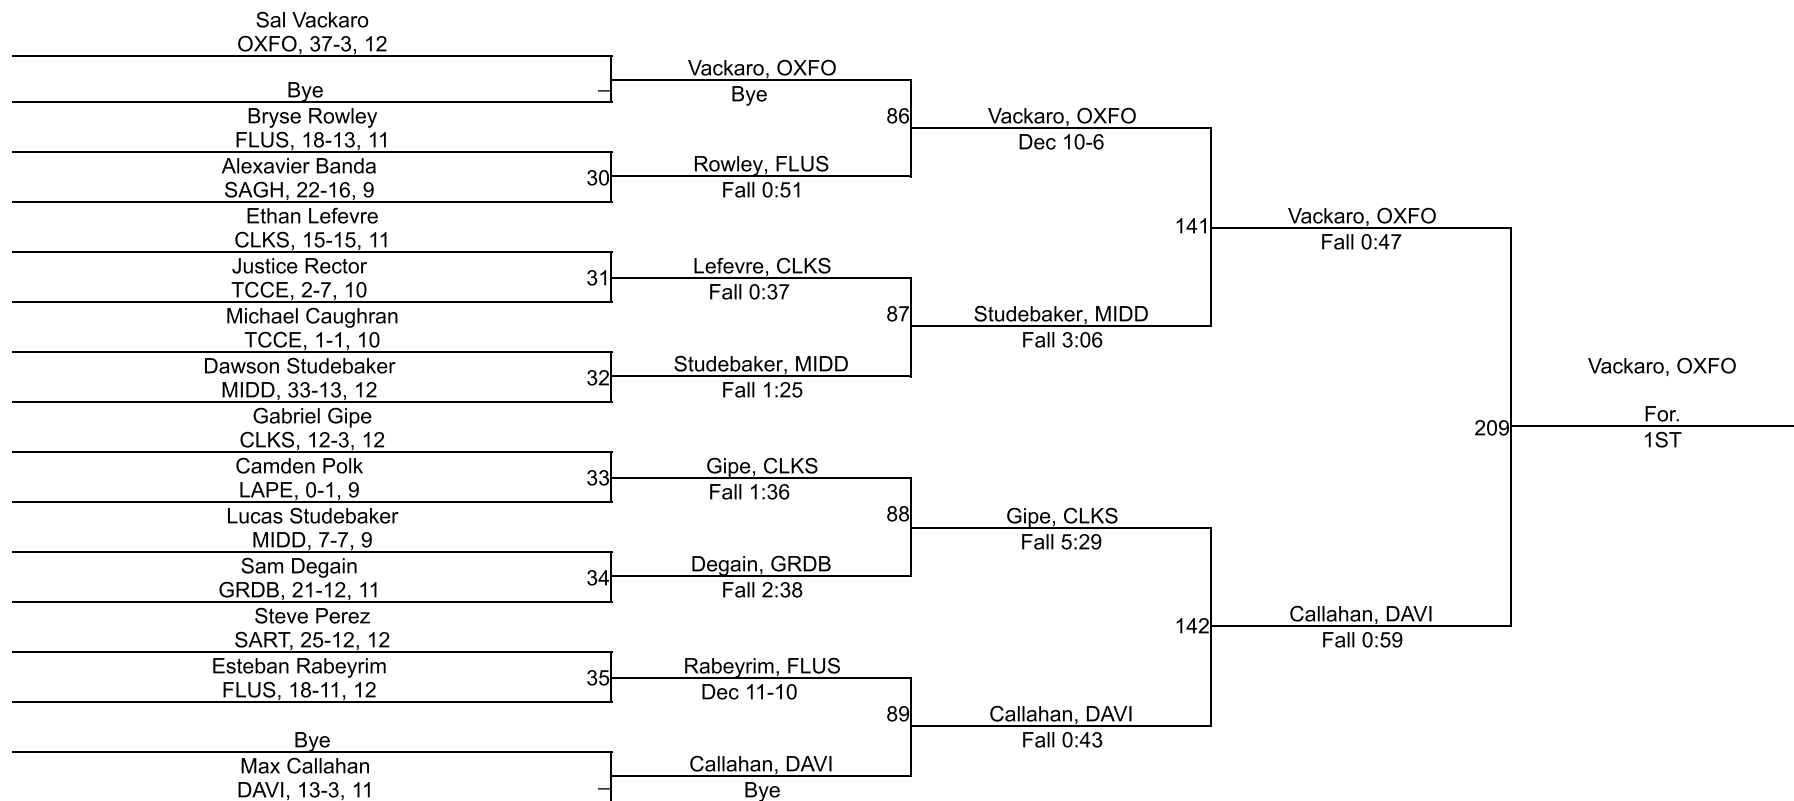 Sal Vackaro
OXFO, 37-3, 12
Bye
Bryse Rowley
FLUS, 18-13, 11
Alexavier Banda
SAGH, 22-16, 9
Ethan Lefevre
CLKS, 15-15, 11
Justice Rector
TCCE, 2-7, 10
Michael Caughran
TCCE, 1-1, 10
Dawson Studebaker
MIDD, 33-13, 12
Gabriel Gipe
CLKS, 12-3, 12
Camden Polk
LAPE, 0-1, 9
Lucas Studebaker
MIDD, 7-7, 9
Sam Degain
GRDB, 21-12, 11
Steve Perez
SART, 25-12, 12
Esteban Rabeyrim
FLUS, 18-11, 12
Bye
Max Callahan
DAVI, 13-3, 11
30
31
32
33
34
35
Vackaro, OXFO
Bye
Rowley, FLUS
Fall 0:51
Lefevre, CLKS
Fall 0:37
Studebaker, MIDD
Fall 1:25
Gipe, CLKS
Fall 1:36
Degain, GRDB
Fall 2:38
Rabeyrim, FLUS
Dec 11-10
Callahan, DAVI
Bye
86
87
88
89
Vackaro, OXFO
Dec 10-6
Studebaker, MIDD
Fall 3:06
Gipe, CLKS
Fall 5:29
Callahan, DAVI
Fall 0:43
141
142
Vackaro, OXFO
Fall 0:47
Callahan, DAVI
Fall 0:59
209
Vackaro, OXFO
For.
1ST